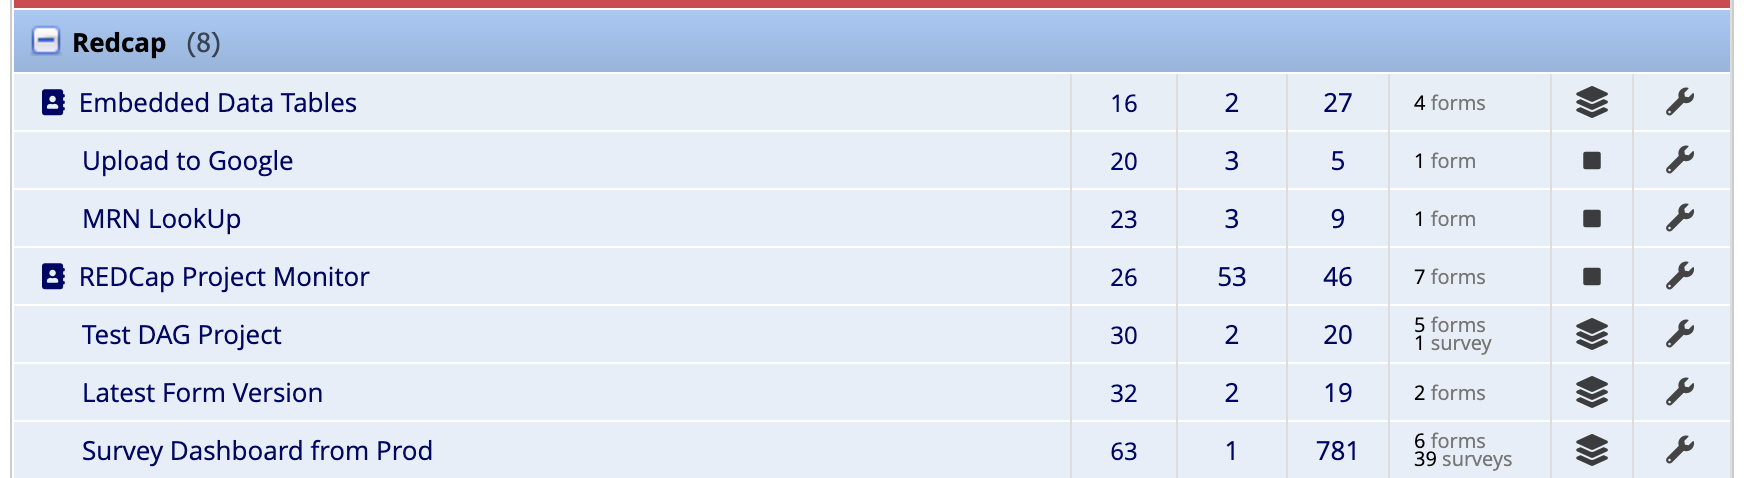 Redcap (8)
Embedded Data Tables 16 2 27 4 forms
Upload to Google 20 3 5 1 form
MRN LookUp 23 3 9 1 form
REDCap Project Monitor 26 53 46 7 forms
Test DAG Project 30 2 20 5 forms
1 survey
Latest Form Version 32 2 19 2 forms
Survey Dashboard from Prod 63 1 781 6 forms
39 surveys